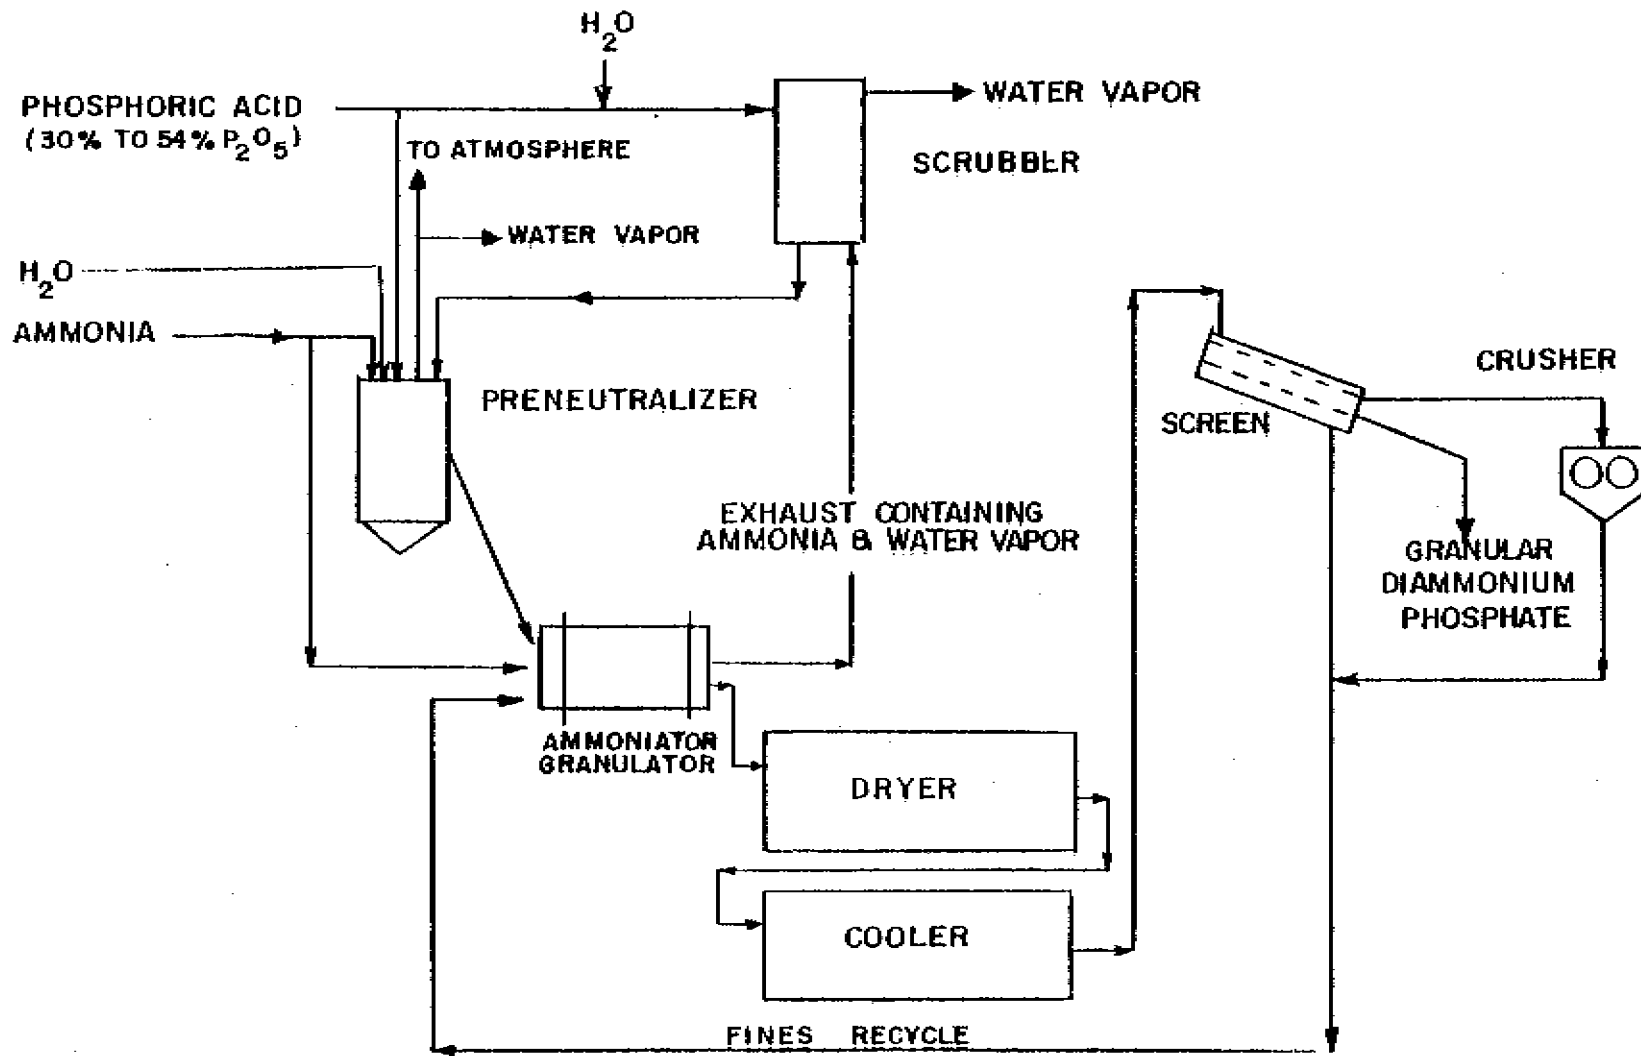 H₂O
PHOSPHORIC ACID
(30% TO 54% P₂O₅)
WATER VAPOR
TO ATMOSPHERE
SCRUBBER
WATER VAPOR
H₂O
AMMONIA
PRENEUTRALIZER
CRUSHER
SCREEN
EXHAUST CONTAINING
AMMONIA & WATER VAPOR
GRANULAR
DIAMMONIUM
PHOSPHATE
AMMONIATOR
GRANULATOR
DRYER
COOLER
FINES RECYCLE